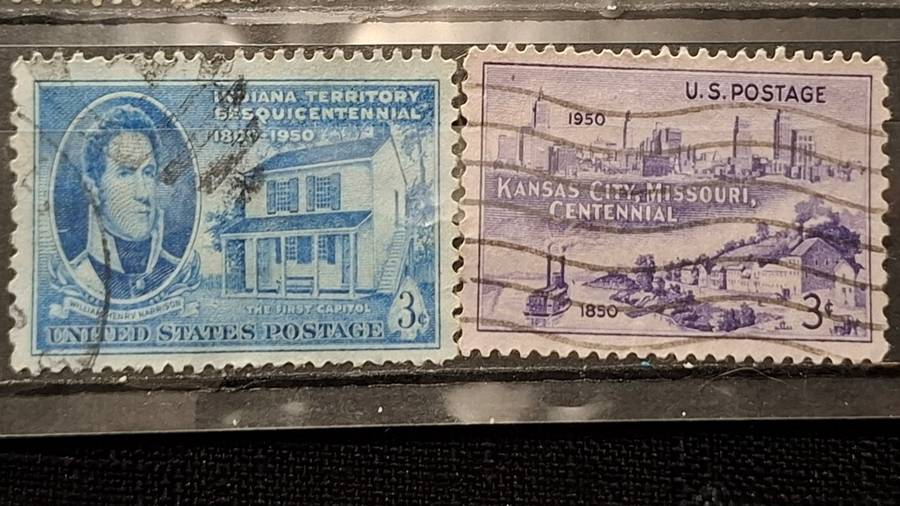 INDIANA TERRITORY
SESQUICENTENNIAL
1800 1950
WILLIAM HENRY HARRISON
THE FIRST CAPITOL
3¢
UNITED STATES POSTAGE
U.S. POSTAGE
1950
KANSAS CITY, MISSOURI,
CENTENNIAL
1850
3¢